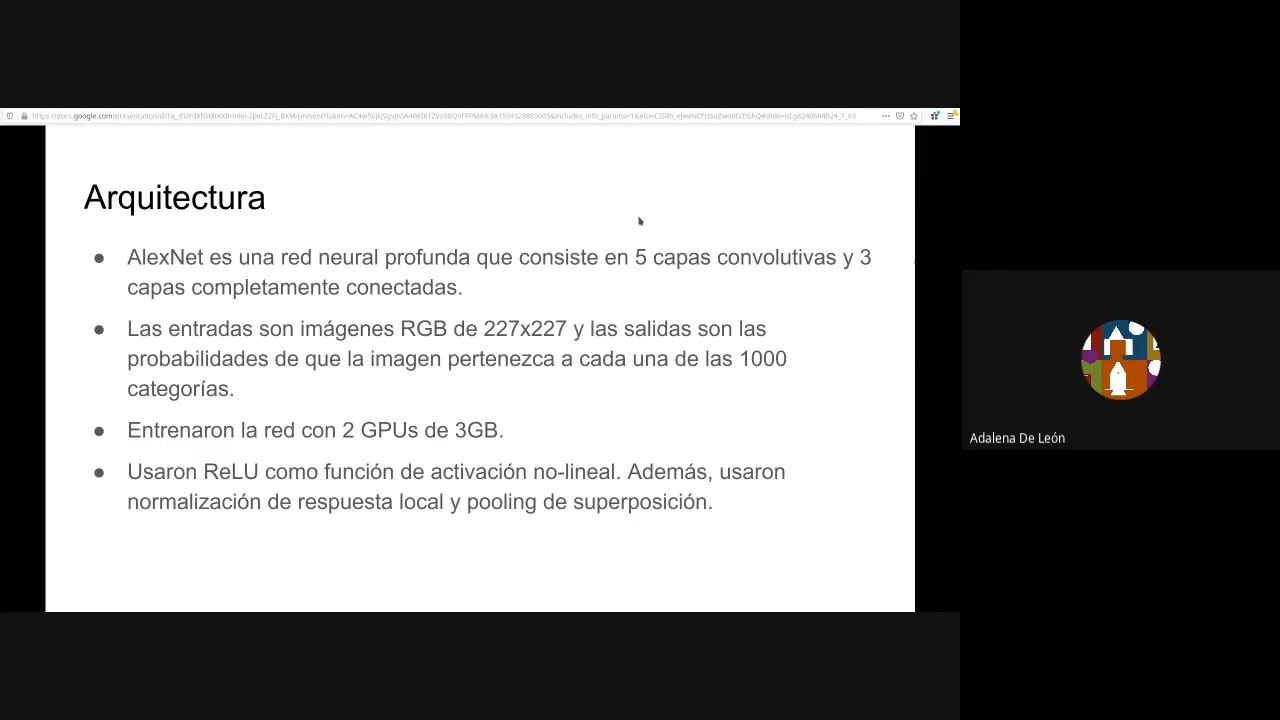 Arquitectura
● AlexNet es una red neural profunda que consiste en 5 capas convolutivas y 3
capas completamente conectadas.
● Las entradas son imágenes RGB de 227x227 y las salidas son las
probabilidades de que la imagen pertenezca a cada una de las 1000
categorías.
● Entrenaron la red con 2 GPUs de 3GB.
● Usaron ReLU como función de activación no-lineal. Además, usaron
normalización de respuesta local y pooling de superposición.
Adalena De León